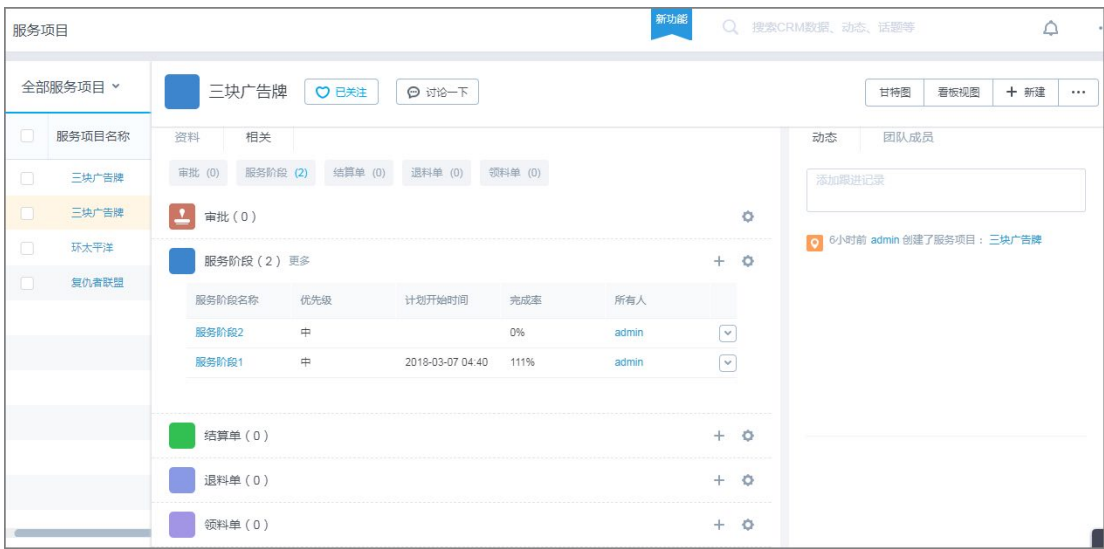 服务项目
新功能
搜索CRM数据、动态、话题等
全部服务项目
三块广告牌
已关注
讨论一下
甘特图
看板视图
+ 新建
...
服务项目名称
三块广告牌
三块广告牌
环太平洋
复仇者联盟
资料 相关
审批 (0) 服务阶段 (2) 结算单 (0) 退料单 (0) 领料单 (0)
审批 ( 0 )
服务阶段 ( 2 ) 更多
服务阶段名称 优先级 计划开始时间 完成率 所有人
服务阶段2 中 0% admin
服务阶段1 中 2018-03-07 04:40 111% admin
结算单 ( 0 )
退料单 ( 0 )
领料单 ( 0 )
动态 团队成员
添加跟进记录
6小时前 admin 创建了服务项目： 三块广告牌